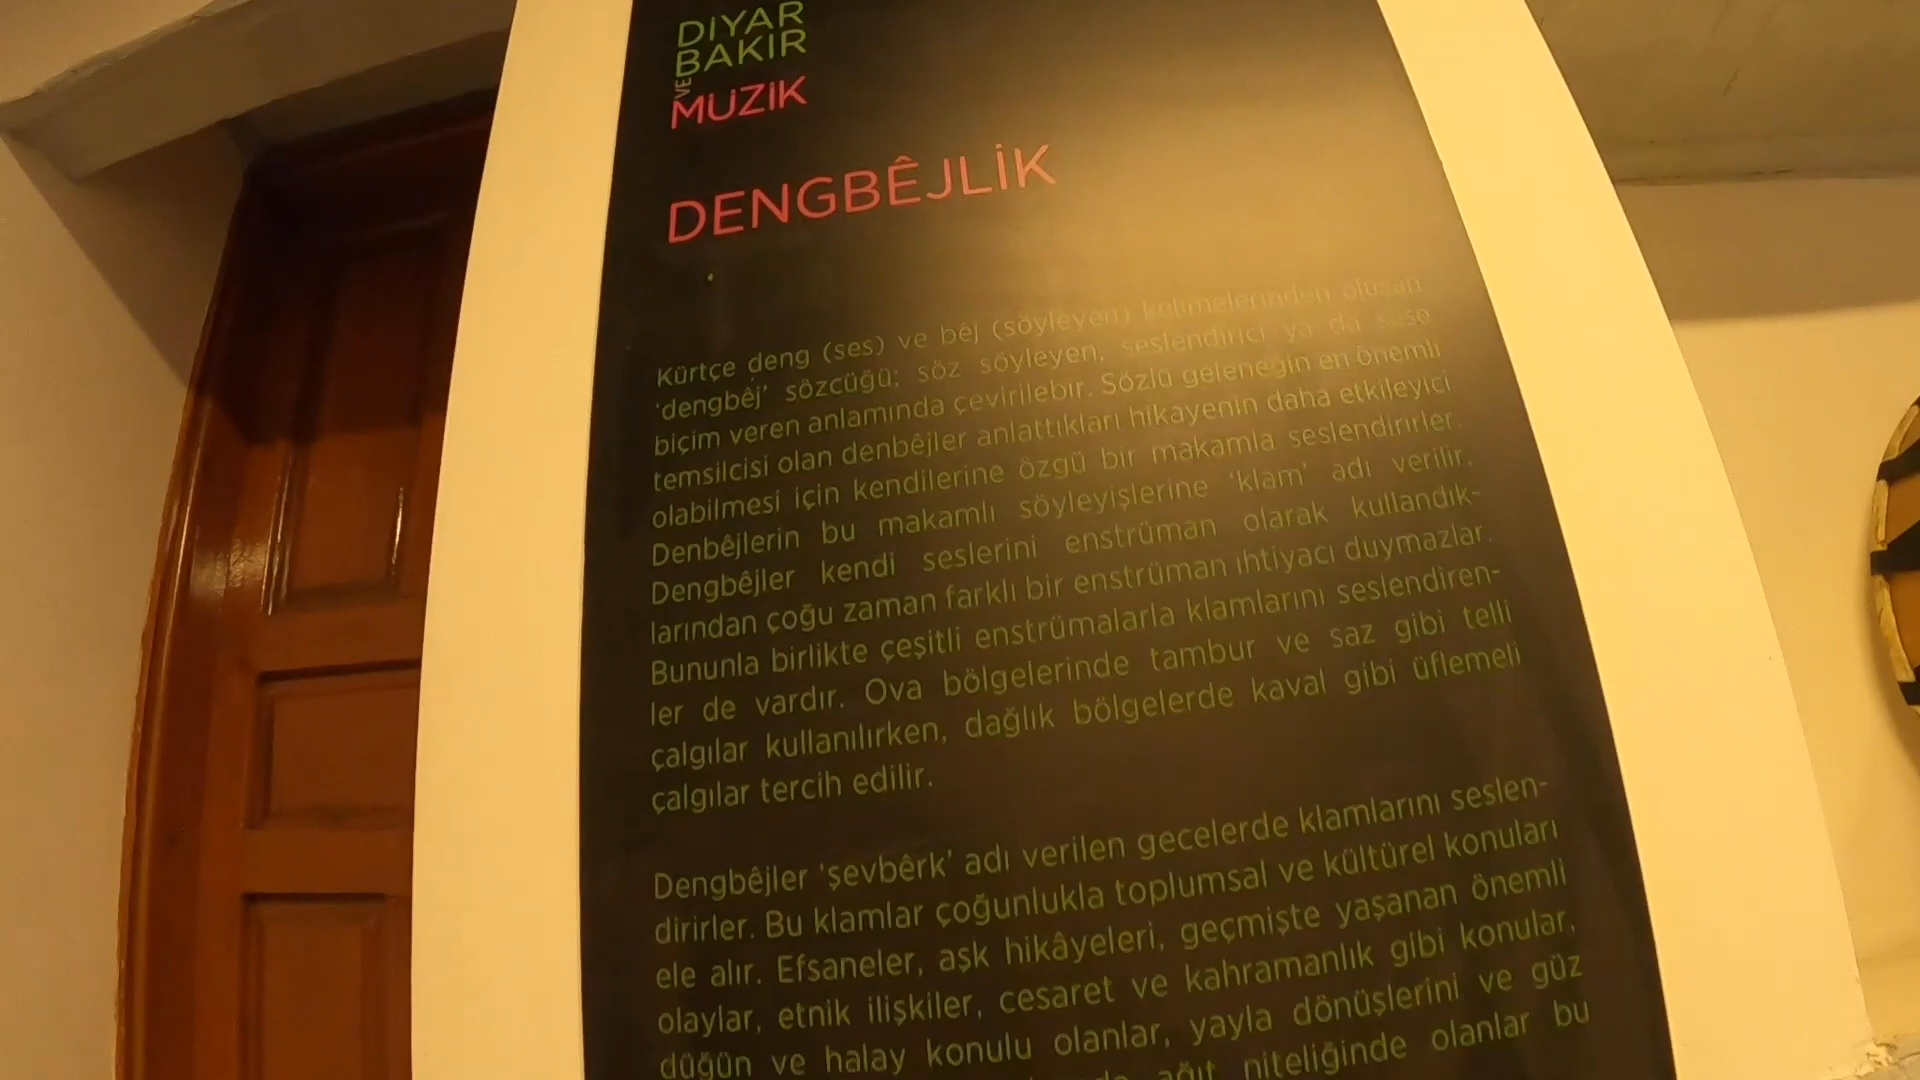 DİYAR
BAKIR
VE
MÜZİK
DENGBÊJLİK
Kürtçe deng (ses) ve bêj (söyleyen) kelimelerinden oluşan
‘dengbêj’ sözcüğü; söz söyleyen, seslendirici ya da sese
biçim veren anlamında çevirilebir. Sözlü geleneğin en önemli
temsilcisi olan denbêjler anlattıkları hikayenin daha etkileyici
olabilmesi için kendilerine özgü bir makamla seslendirirler.
Denbêjlerin bu makamlı söyleyişlerine ‘klam’ adı verilir.
Dengbêjler kendi seslerini enstrüman olarak kullandık-
larından çoğu zaman farklı bir enstrüman ihtiyacı duymazlar.
Bununla birlikte çeşitli enstrümalarla klamlarını seslendiren-
ler de vardır. Ova bölgelerinde tambur ve saz gibi telli
çalgılar kullanılırken, dağlık bölgelerde kaval gibi üflemeli
çalgılar tercih edilir.
Dengbêjler ‘şevbêrk’ adı verilen gecelerde klamlarını seslen-
dirirler. Bu klamlar çoğunlukla toplumsal ve kültürel konuları
ele alır. Efsaneler, aşk hikâyeleri, geçmişte yaşanan önemli
olaylar, etnik ilişkiler, cesaret ve kahramanlık gibi konular,
düğün ve halay konulu olanlar, yayla dönüşlerini ve güz
ağıt niteliğinde olanlar bu